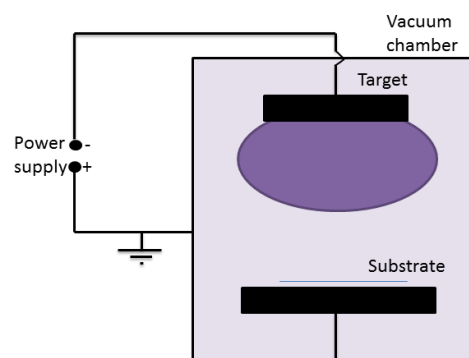 Vacuum
chamber
Target
Power -
supply +
Substrate